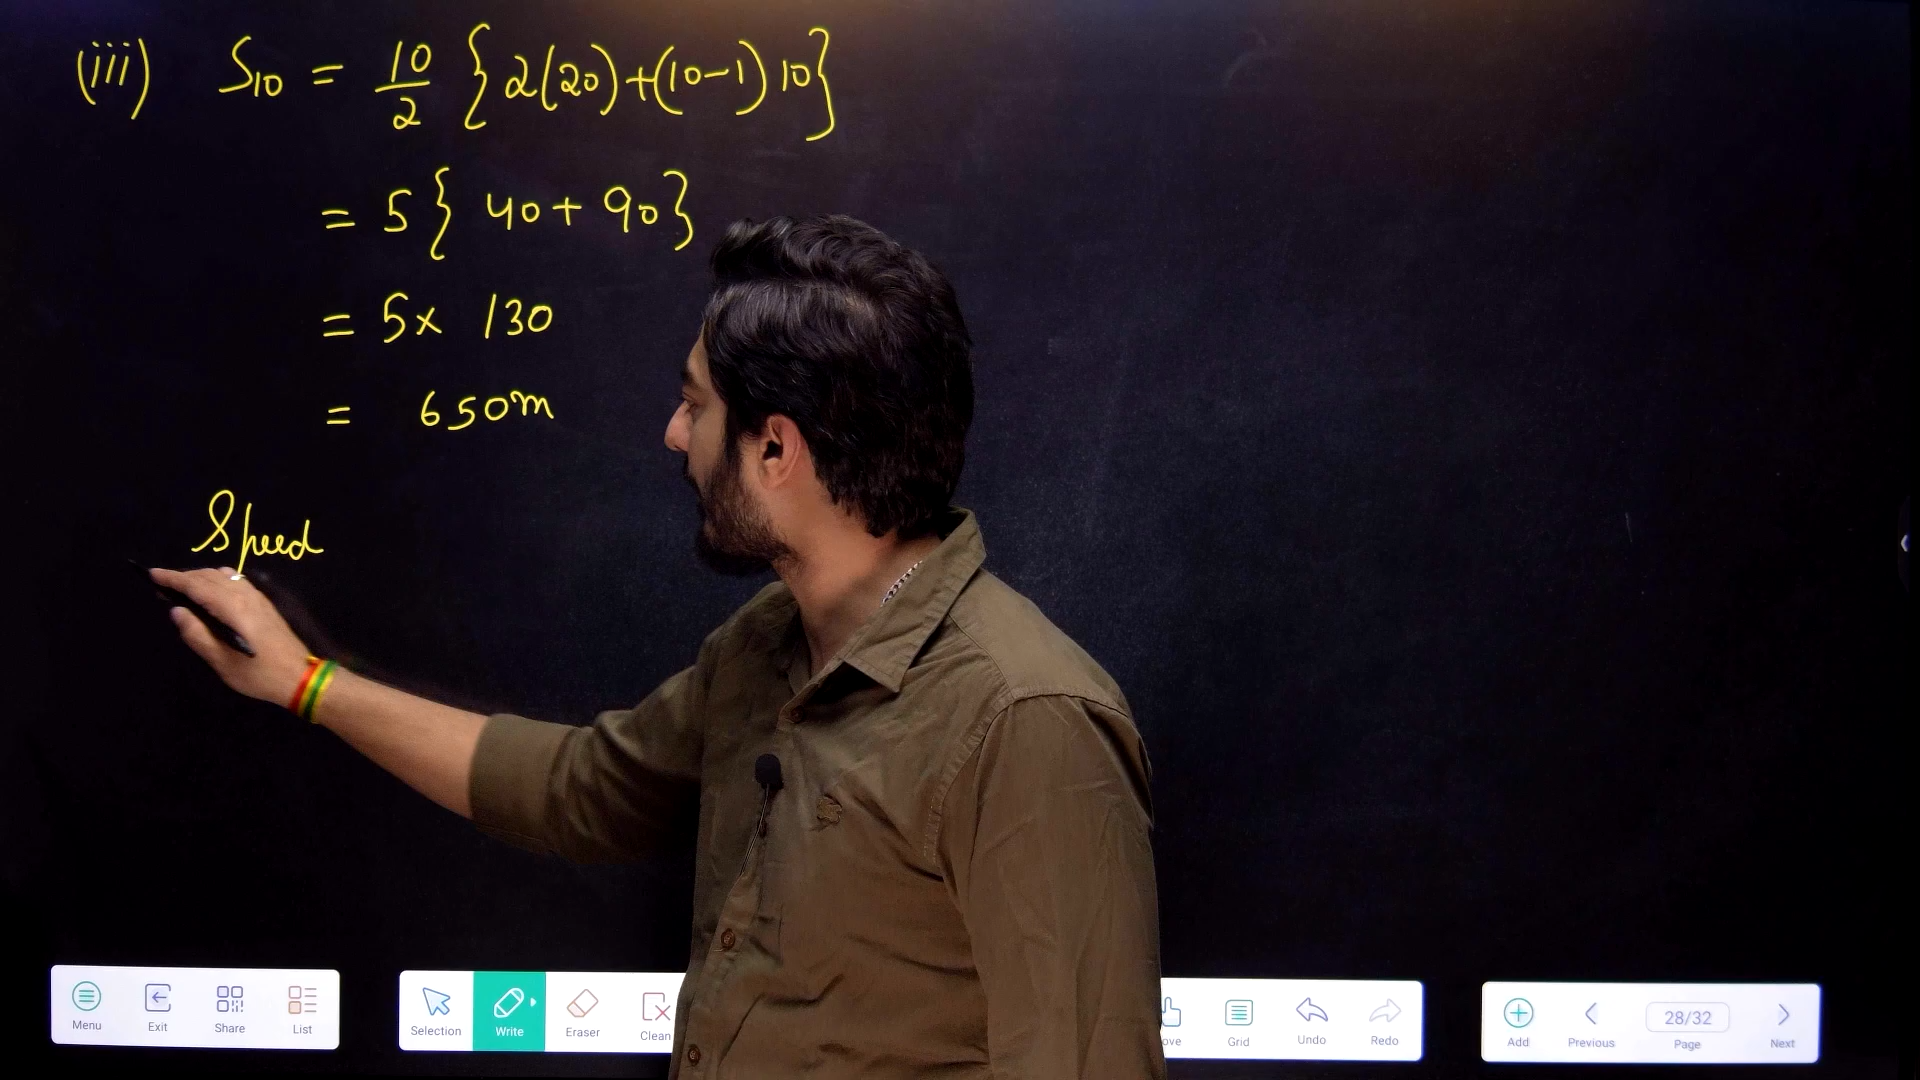 (iii) S10 = 10/2 {2(20)+(10-1)10}
= 5{ 40+ 90}
= 5x 130
= 650m
Speed
Menu Exit Share List Selection Write Eraser Clean ove Grid Undo Redo Add Previous 28/32 Page Next